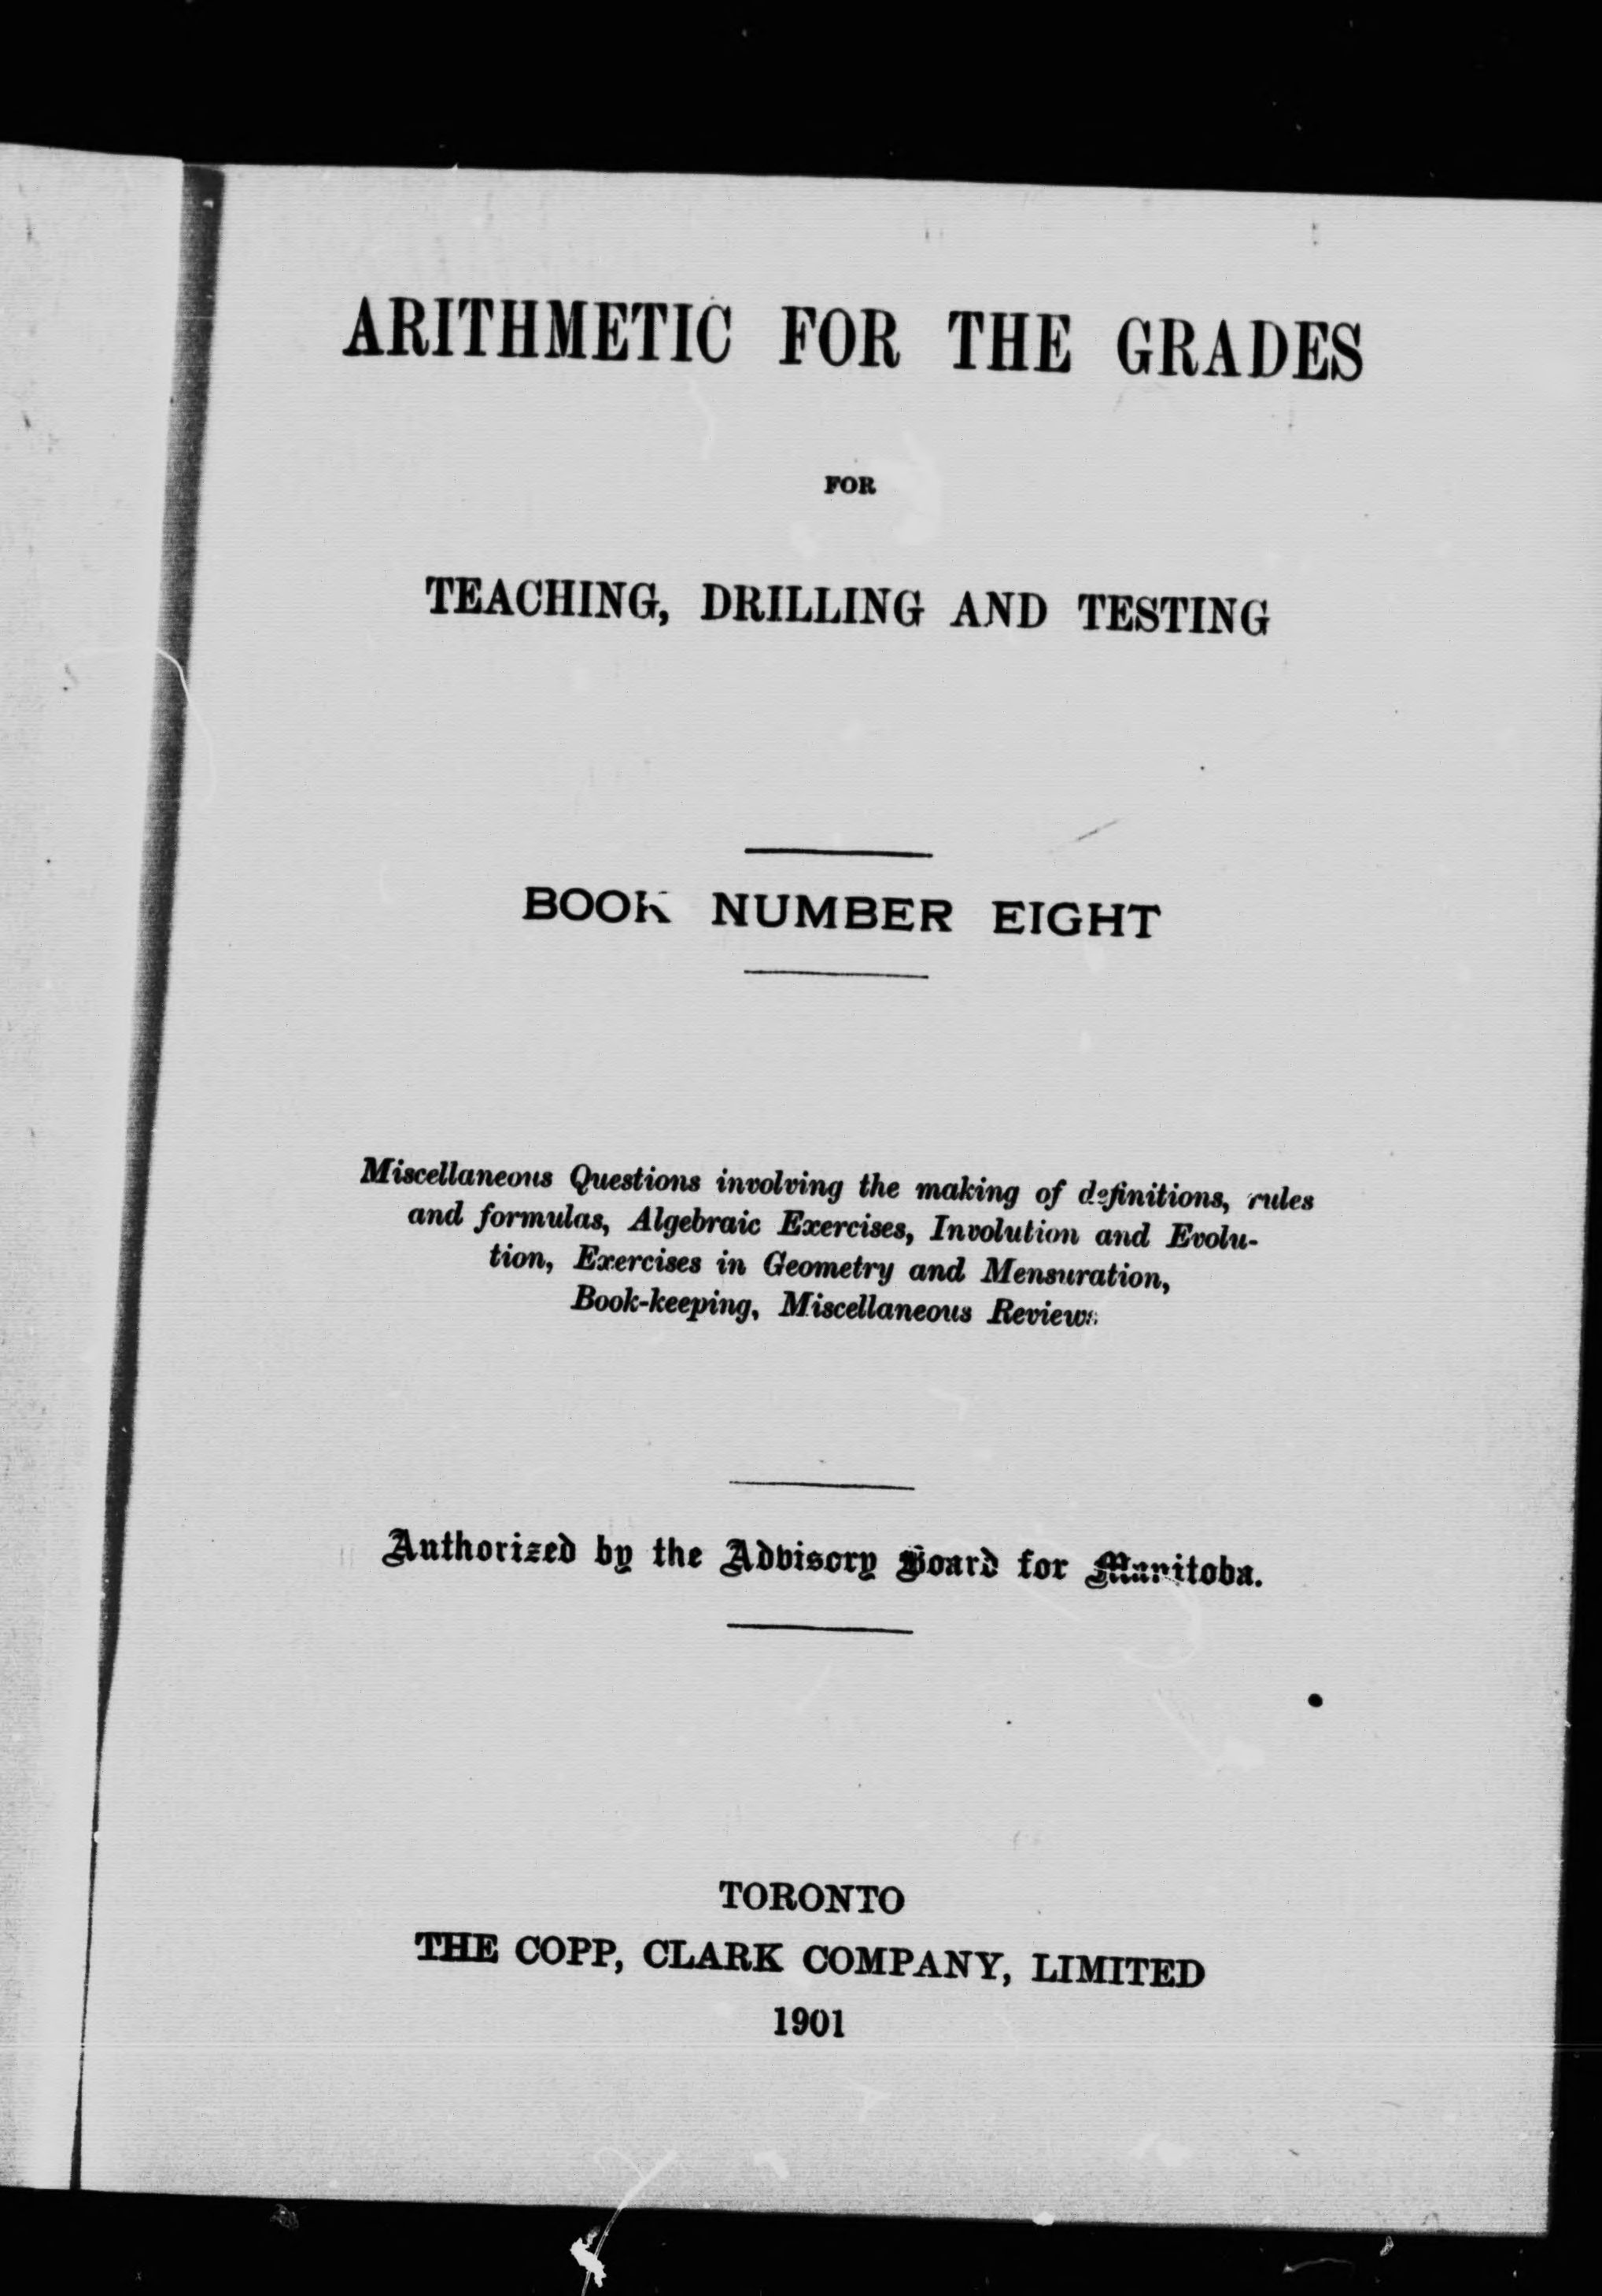 ARITHMETIC FOR THE GRADES
FOR
TEACHING, DRILLING AND TESTING
BOOK NUMBER EIGHT
Miscellaneous Questions involving the making of definitions, rules
and formulas, Algebraic Exercises, Involution and Evolu-
tion, Exercises in Geometry and Mensuration,
Book-keeping, Miscellaneous Reviews
Authorized by the Advisory Board for Manitoba.
TORONTO
THE COPP, CLARK COMPANY, LIMITED
1901